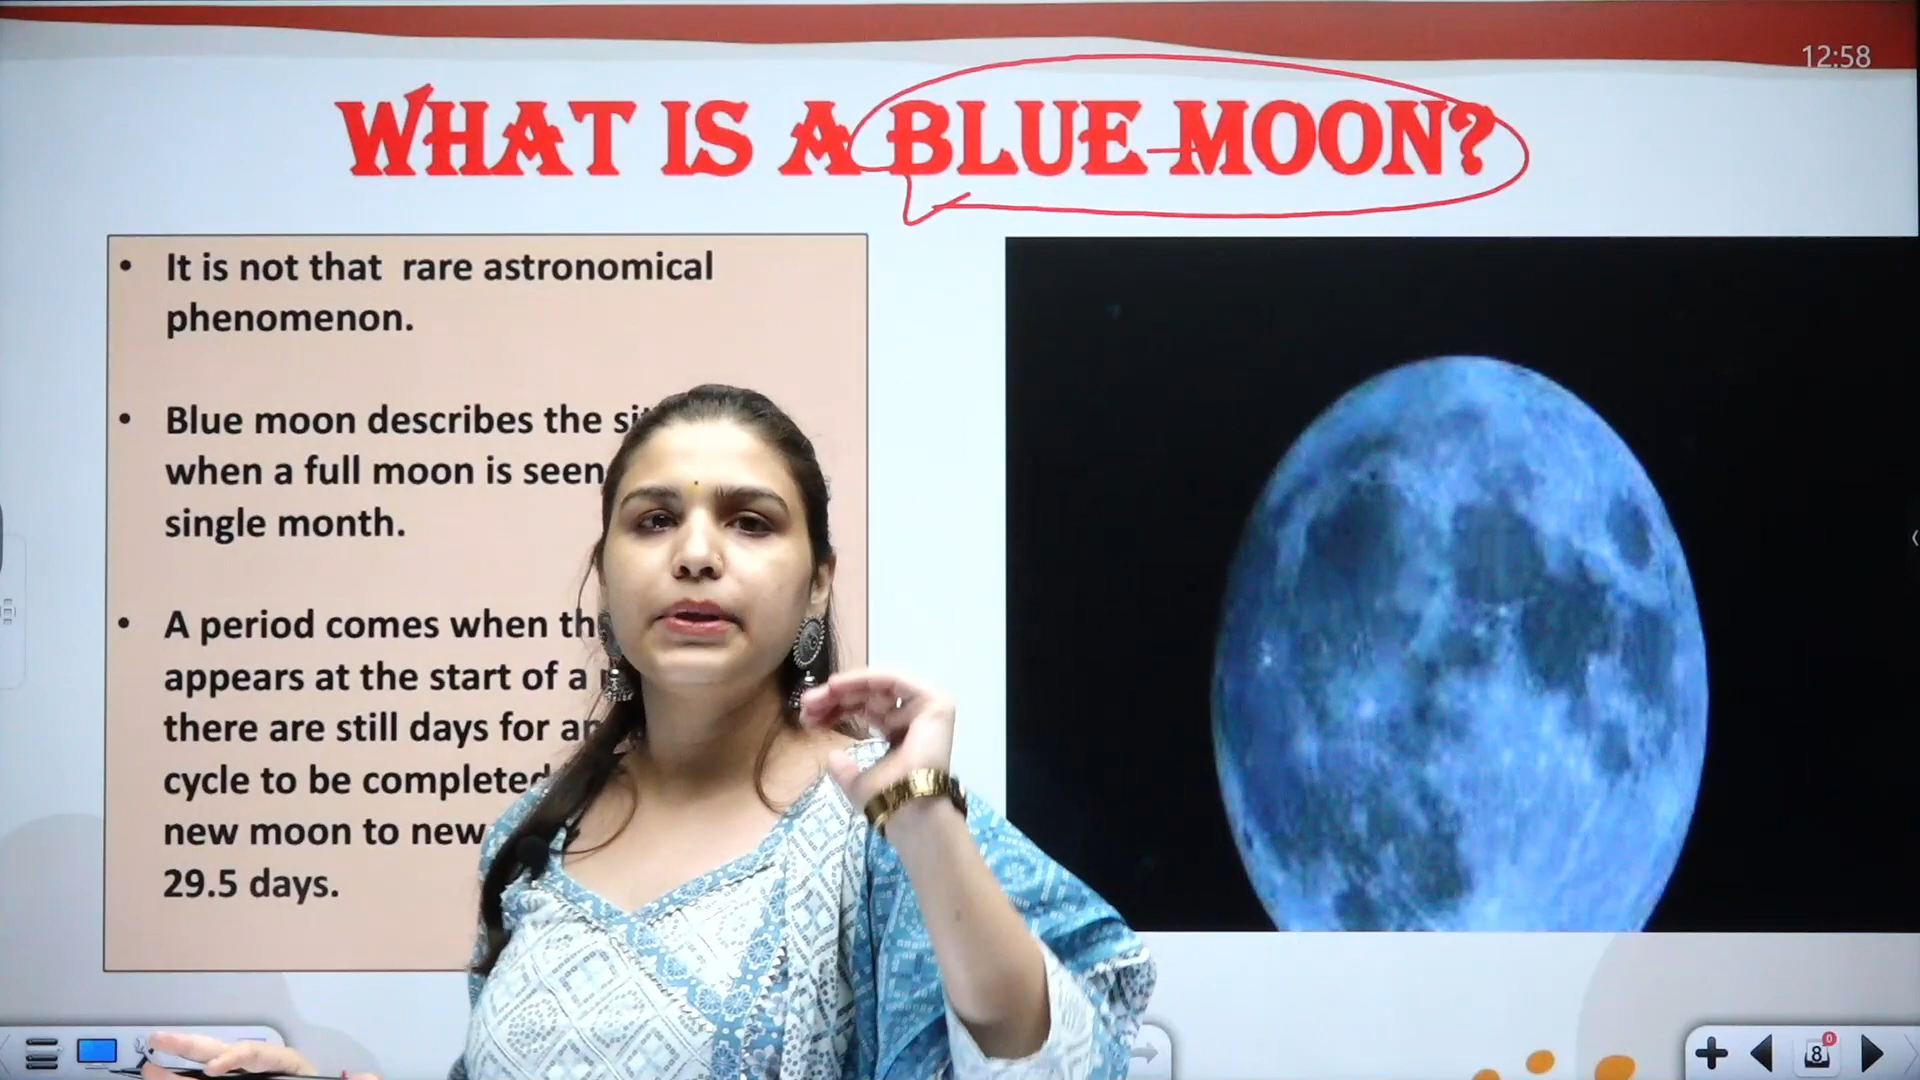 12:58
WHAT IS A BLUE MOON?
• It is not that rare astronomical
phenomenon.
• Blue moon describes the
when a full moon is seen
single month.
• A period comes when
appears at the start of a
there are still days for
cycle to be completed
new moon to new
29.5 days.
8
0